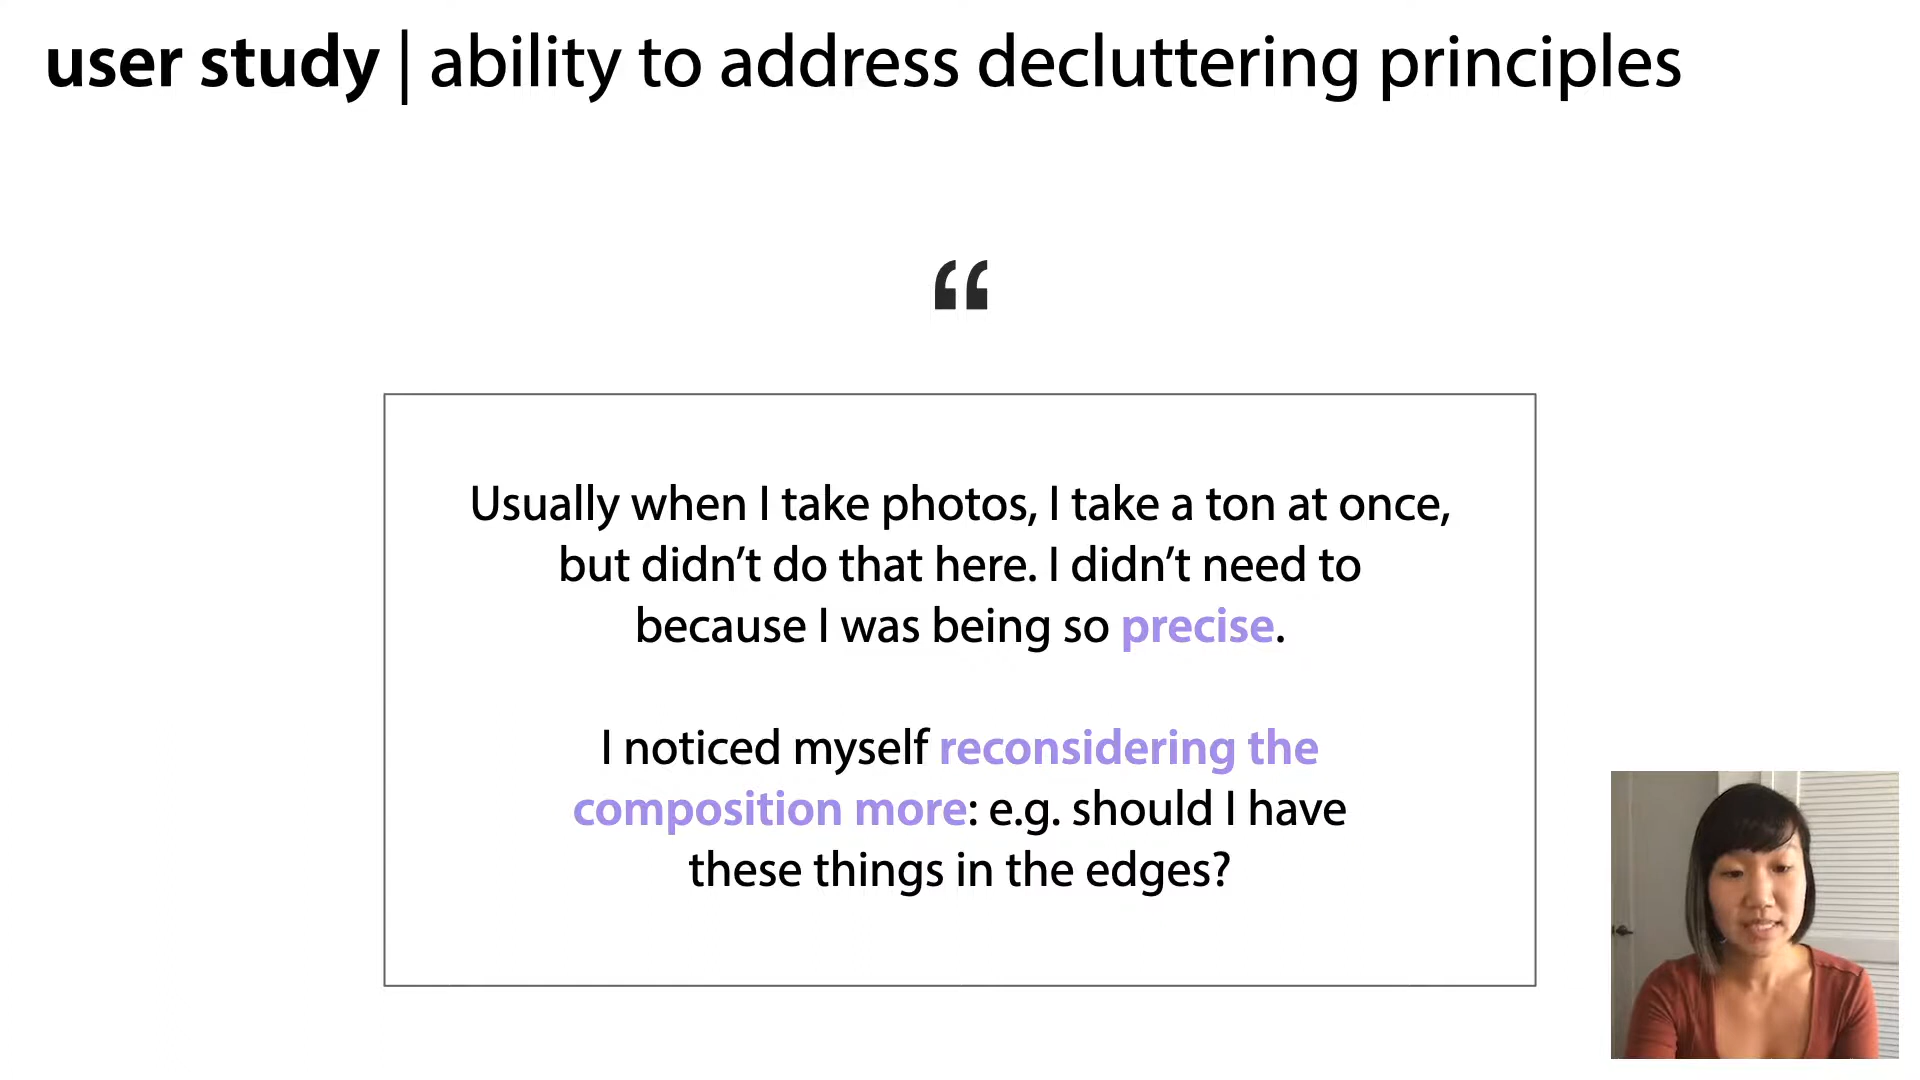 user study | ability to address decluttering principles
“
Usually when I take photos, I take a ton at once,
but didn’t do that here. I didn’t need to
because I was being so precise.
I noticed myself reconsidering the
composition more: e.g. should I have
these things in the edges?